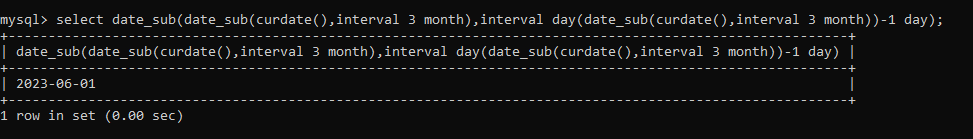 mysql> select date_sub(date_sub(curdate(),interval 3 month),interval day(date_sub(curdate(),interval 3 month))-1 day);
+---------------------------------------------------------------------------------------------------------+
| date_sub(date_sub(curdate(),interval 3 month),interval day(date_sub(curdate(),interval 3 month))-1 day) |
+---------------------------------------------------------------------------------------------------------+
| 2023-06-01                                                                                              |
+---------------------------------------------------------------------------------------------------------+
1 row in set (0.00 sec)